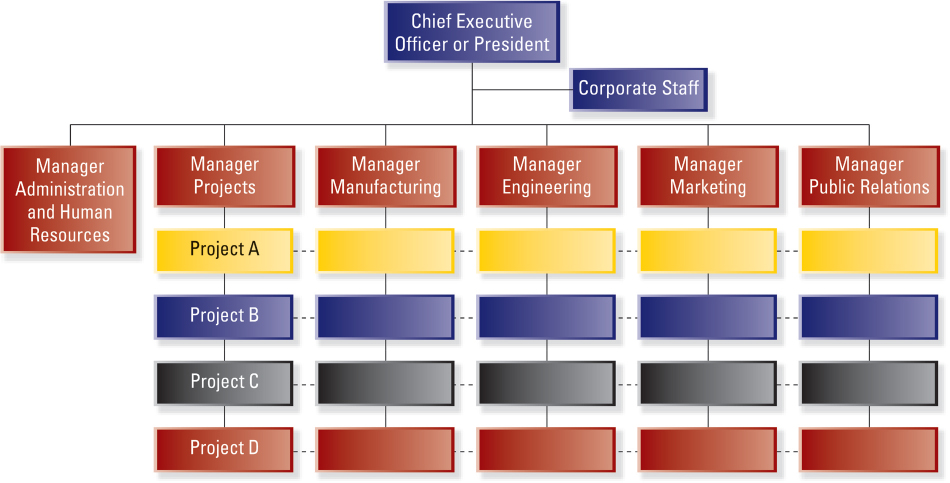 Chief Executive
Officer or President
Corporate Staff
Manager
Administration
and Human
Resources
Manager
Projects
Manager
Manufacturing
Manager
Engineering
Manager
Marketing
Manager
Public Relations
Project A
Project B
Project C
Project D